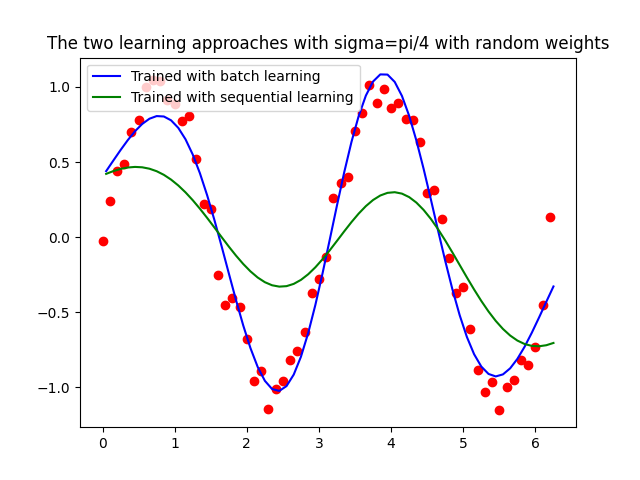 The two learning approaches with sigma=pi/4 with random weights
Trained with batch learning
Trained with sequential learning
1.0
0.5
0.0
−0.5
−1.0
0 1 2 3 4 5 6